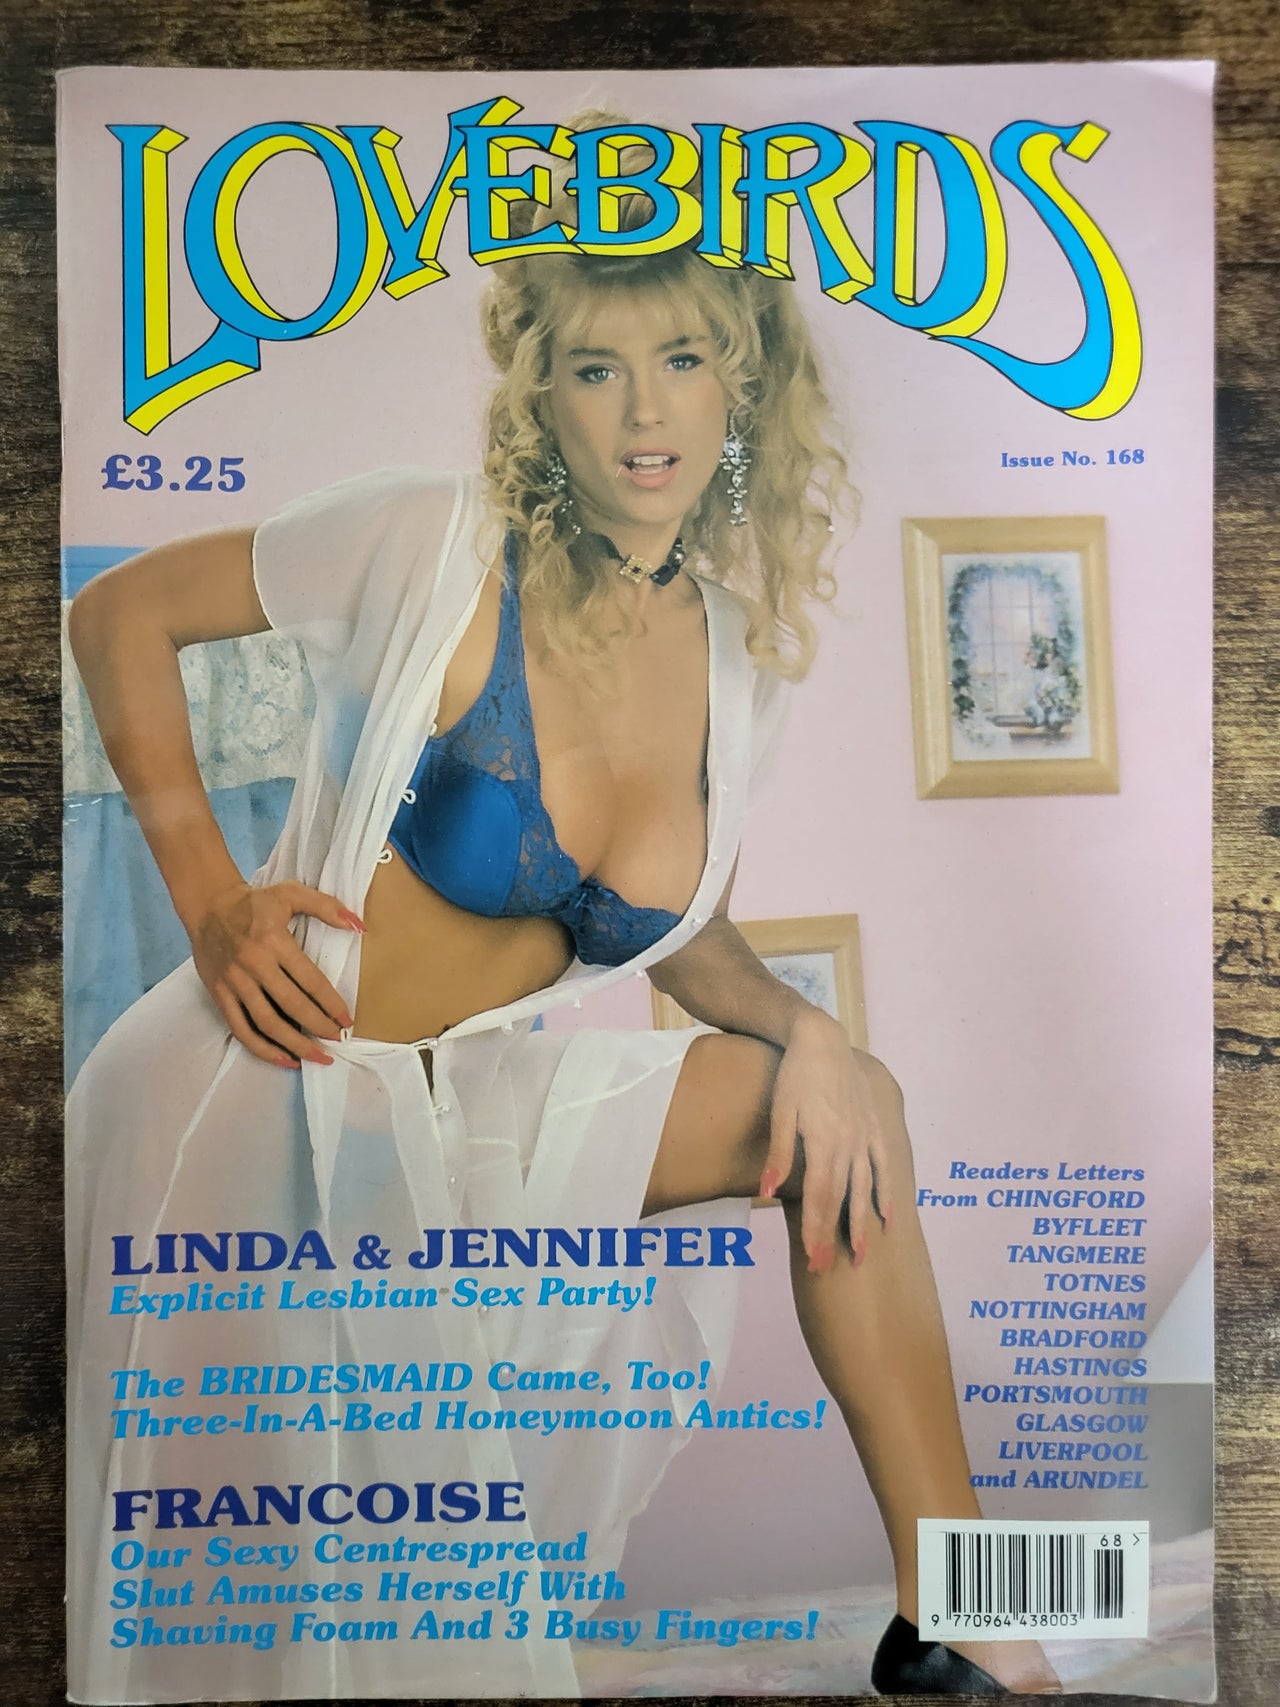 LOVEBIRDS
£3.25
Issue No. 168
Readers Letters
From CHINGFORD
BYFLEET
TANGMERE
TOTNES
NOTTINGHAM
BRADFORD
HASTINGS
PORTSMOUTH
GLASGOW
LIVERPOOL
and ARUNDEL
LINDA & JENNIFER
Explicit Lesbian Sex Party!
The BRIDESMAID Came, Too!
Three-In-A-Bed Honeymoon Antics!
FRANCOISE
Our Sexy Centrespread
Slut Amuses Herself With
Shaving Foam And 3 Busy Fingers!
68 >
9 770964 438003